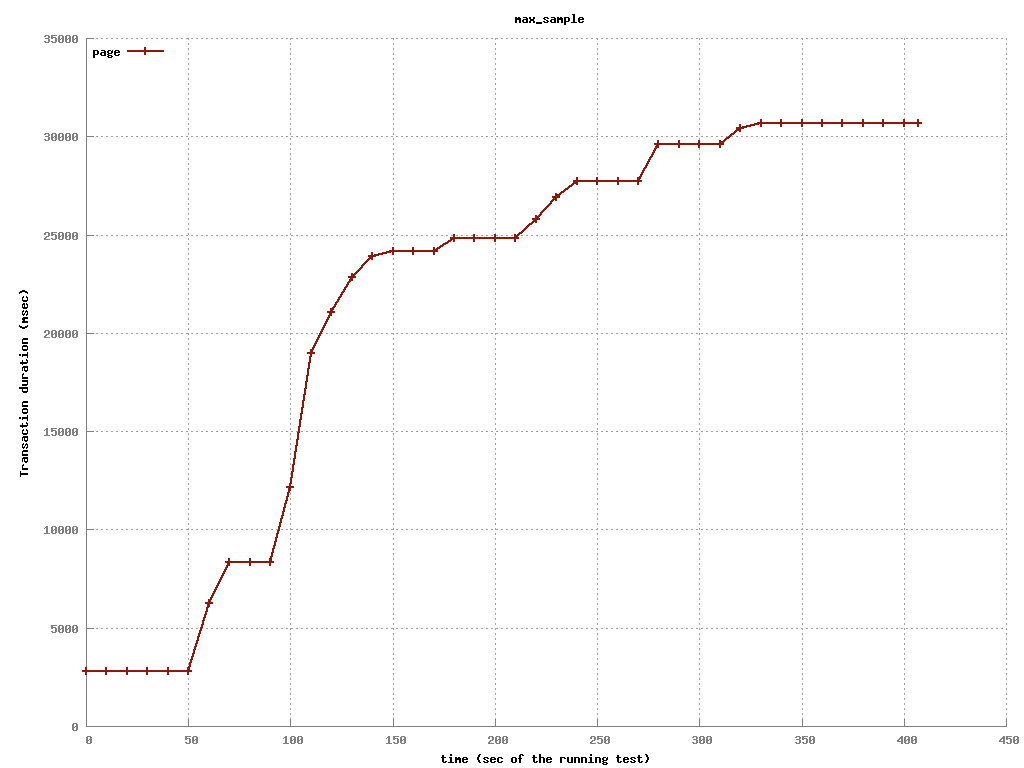 max_sample
35000
page
30000
25000
20000
15000
10000
5000
0
Transaction duration (msec)
0 50 100 150 200 250 300 350 400 450
time (sec of the running test)